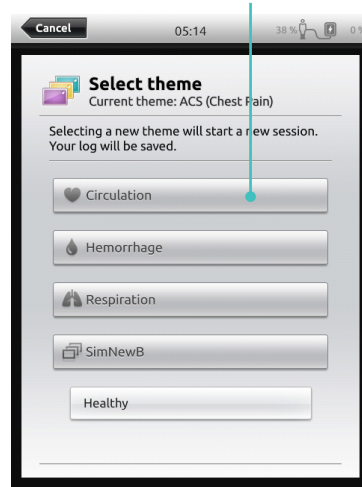 Cancel 05:14 38 % 0 %
Select theme
Current theme: ACS (Chest Pain)
Selecting a new theme will start a new session.
Your log will be saved.
Circulation
Hemorrhage
Respiration
SimNewB
Healthy